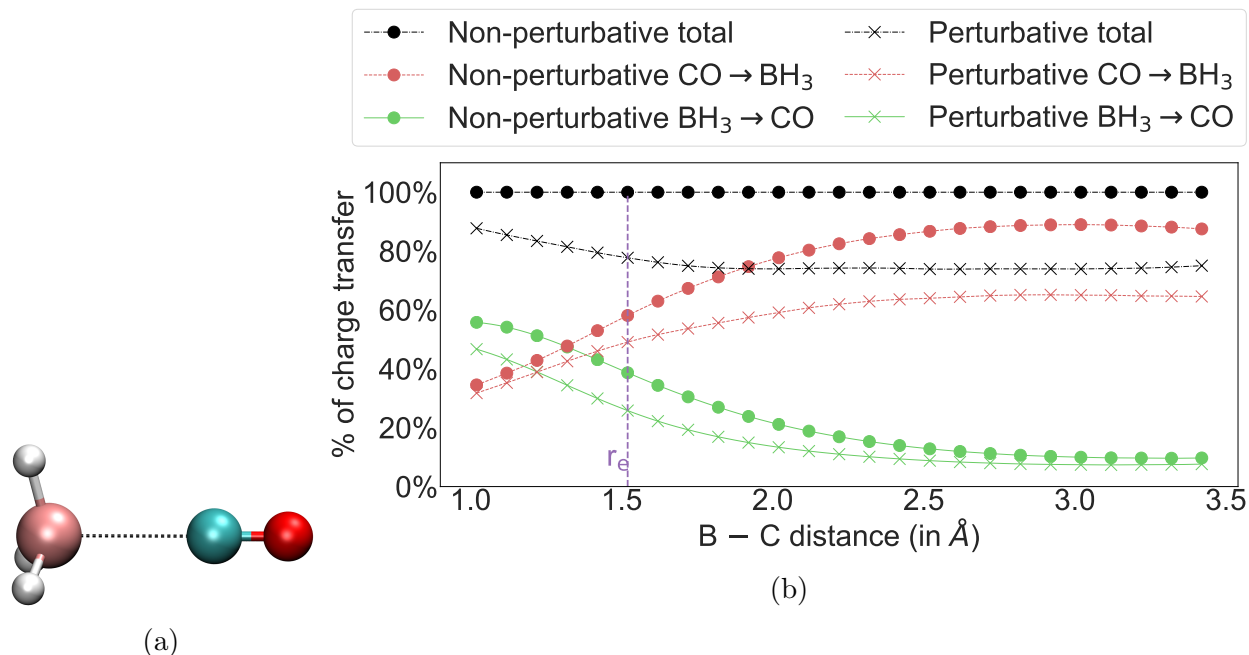 Non-perturbative total
Perturbative total
Non-perturbative CO → BH₃
Perturbative CO → BH₃
Non-perturbative BH₃ → CO
Perturbative BH₃ → CO
% of charge transfer
100%
80%
60%
40%
20%
0%
rₑ
1.0 1.5 2.0 2.5 3.0 3.5
B − C distance (in Å)
(a)
(b)